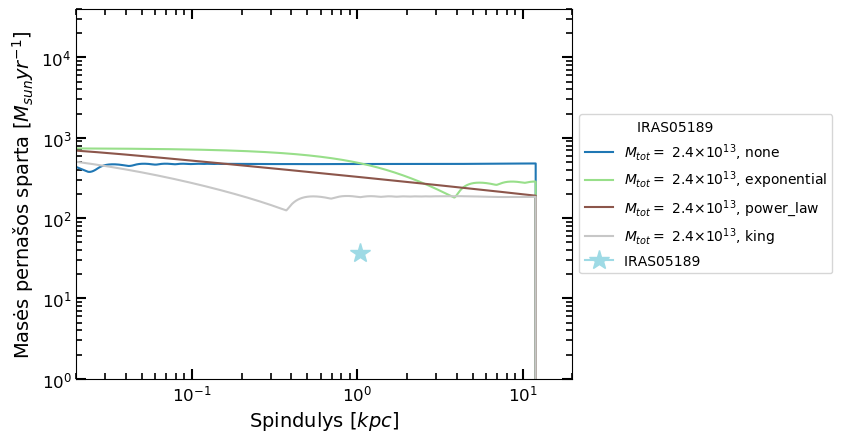 Masės pernašos sparta [$M_{sun}yr^{-1}$]
$10^4$
$10^3$
$10^2$
$10^1$
$10^0$
$10^{-1}$ $10^0$ $10^1$
Spindulys [$kpc$]
IRAS05189
$M_{tot}=$ 2.4×$10^{13}$, none
$M_{tot}=$ 2.4×$10^{13}$, exponential
$M_{tot}=$ 2.4×$10^{13}$, power_law
$M_{tot}=$ 2.4×$10^{13}$, king
IRAS05189